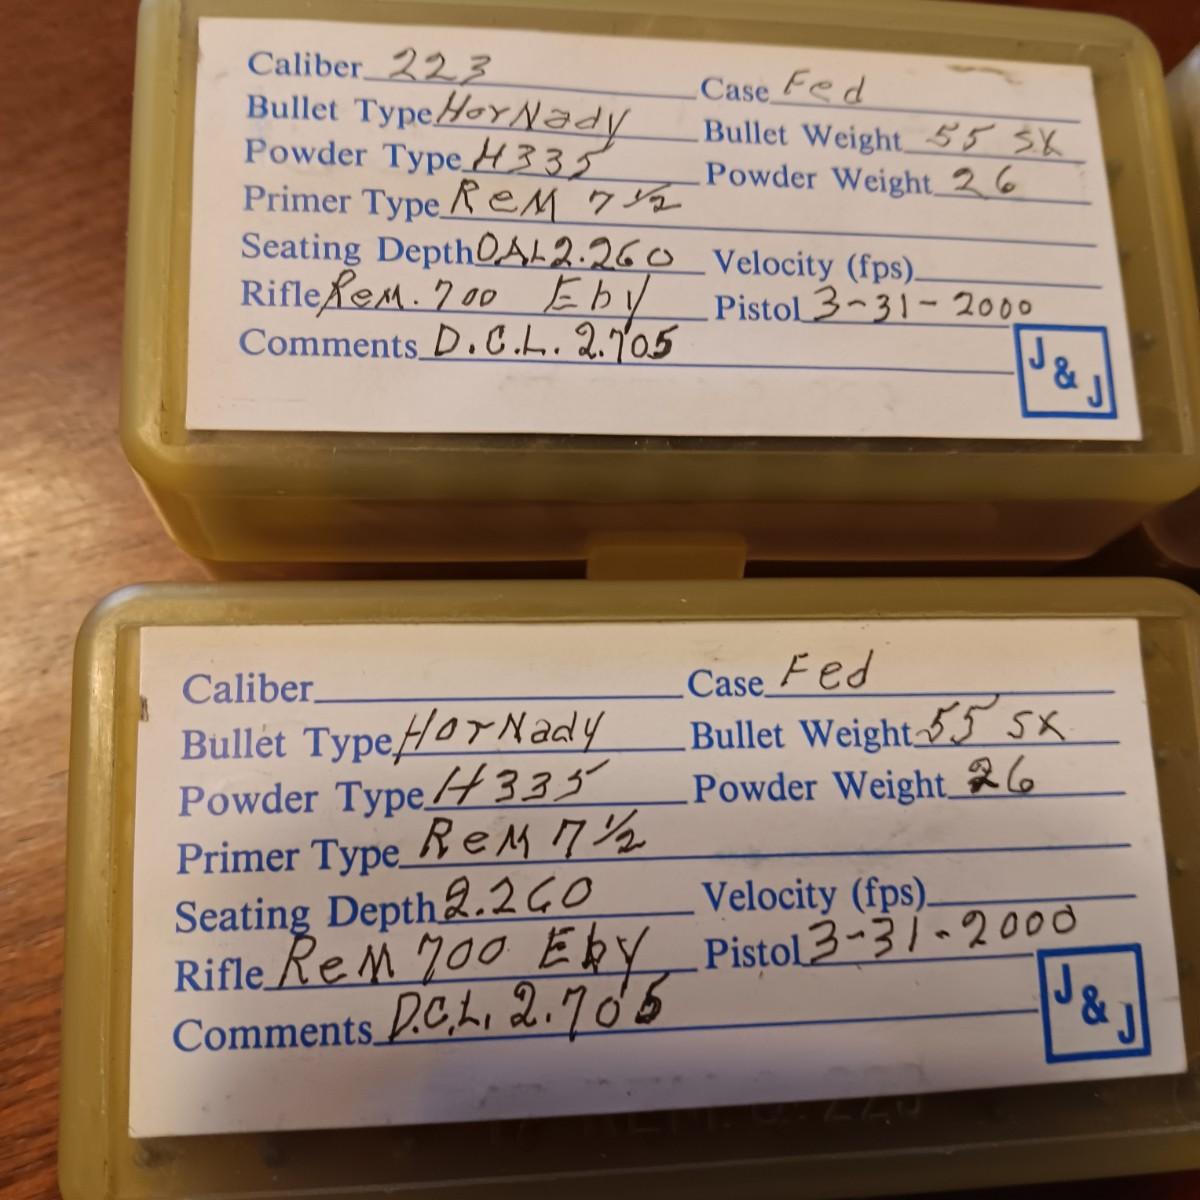 Caliber 223 Case Fed
Bullet Type HorNady Bullet Weight 55 SX
Powder Type H335 Powder Weight 26
Primer Type ReM 7 1/2
Seating Depth OAL 2.260 Velocity (fps)
Rifle ReM. 700 Eby Pistol 3-31-2000
Comments D.C.L. 2.705
J & J
Caliber Case Fed
Bullet Type HorNady Bullet Weight 55 SX
Powder Type H335 Powder Weight 26
Primer Type ReM 7 1/2
Seating Depth 2.260 Velocity (fps)
Rifle ReM 700 Eby Pistol 3-31-2000
Comments D.C.L. 2.705
J & J